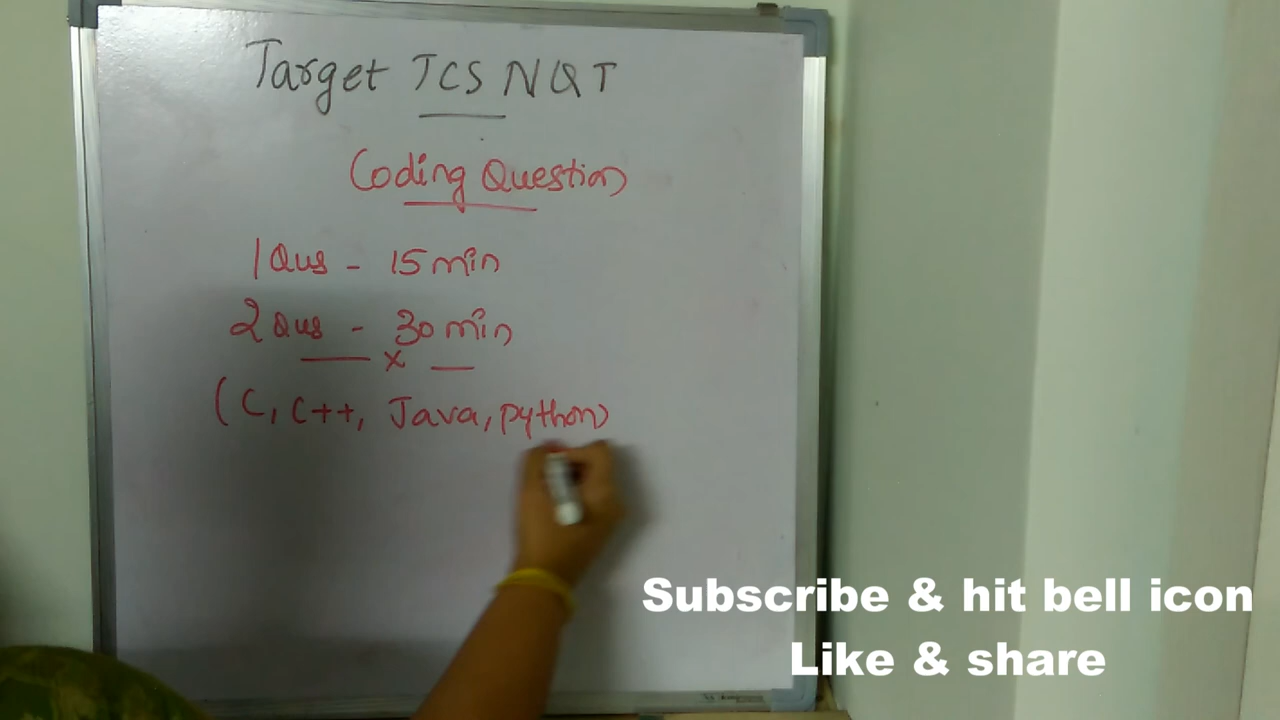 Target TCS NQT
Coding Question
1 Qus - 15 min
2 Qus - 30 min
x
(C, C++, Java, python)
Subscribe & hit bell icon
Like & share